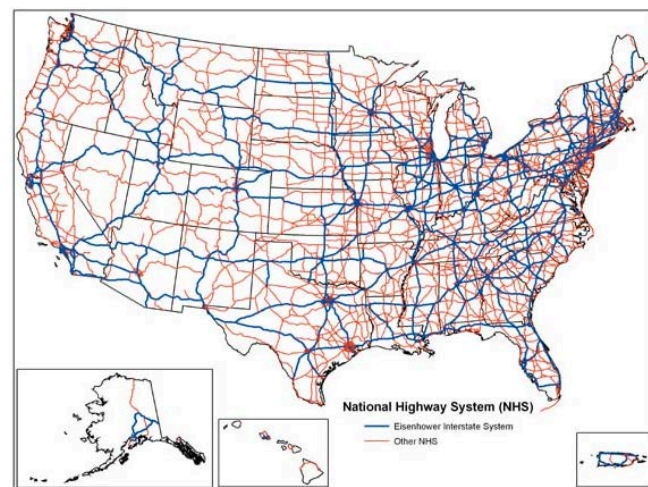 National Highway System (NHS)
Eisenhower Interstate System
Other NHS